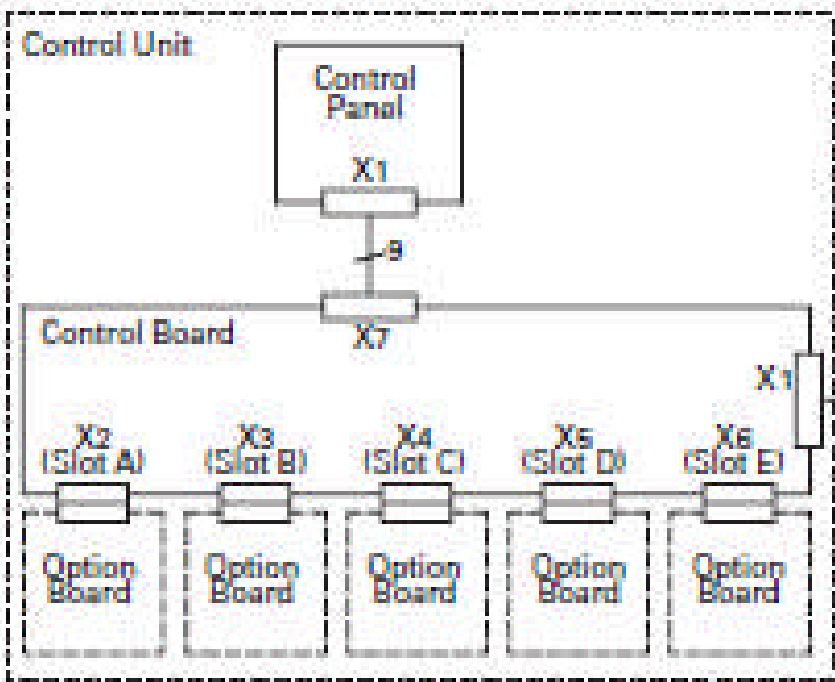 Control Unit
Control
Panel
X1
9
Control Board
X7
X1
X2
(Slot A)
X3
(Slot B)
X4
(Slot C)
X5
(Slot D)
X6
(Slot E)
Option
Board
Option
Board
Option
Board
Option
Board
Option
Board